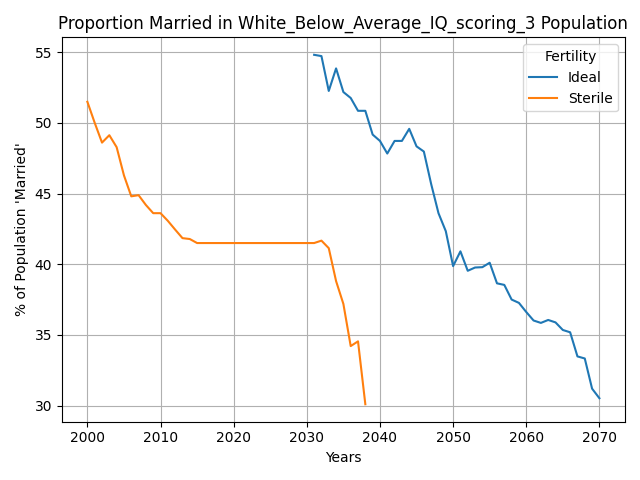 Proportion Married in White_Below_Average_IQ_scoring_3 Population
% of Population 'Married'
55
50
45
40
35
30
Fertility
Ideal
Sterile
2000 2010 2020 2030 2040 2050 2060 2070
Years